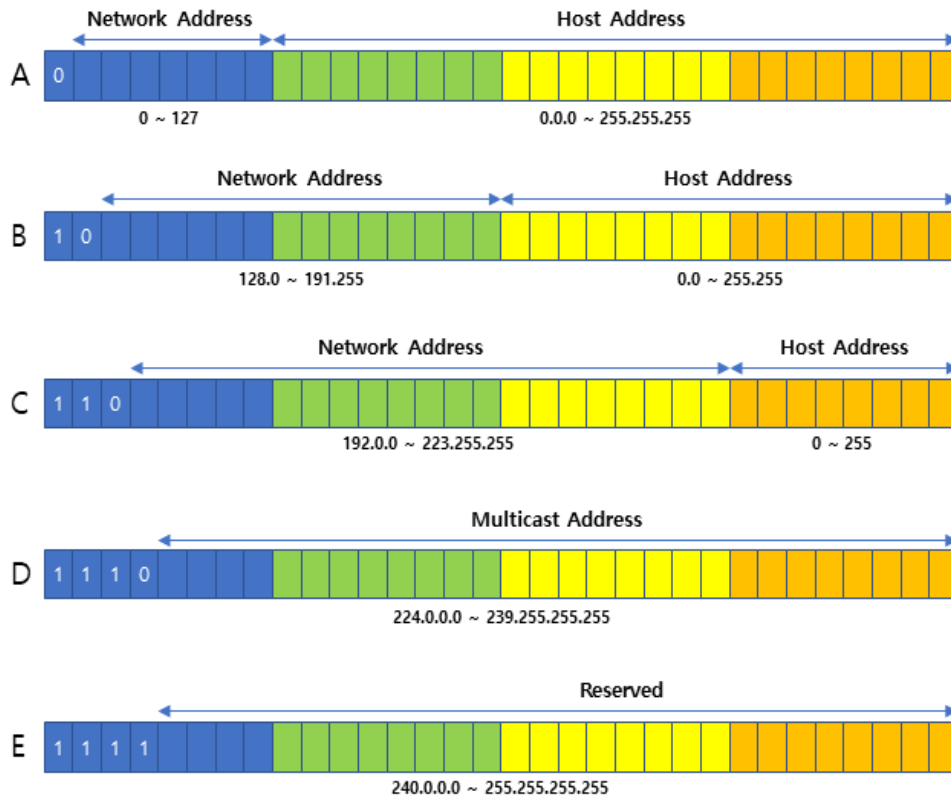 Network Address Host Address
A 0
0 ~ 127 0.0.0 ~ 255.255.255
Network Address Host Address
B 1 0
128.0 ~ 191.255 0.0 ~ 255.255
Network Address Host Address
C 1 1 0
192.0.0 ~ 223.255.255 0 ~ 255
Multicast Address
D 1 1 1 0
224.0.0.0 ~ 239.255.255.255
Reserved
E 1 1 1 1
240.0.0.0 ~ 255.255.255.255